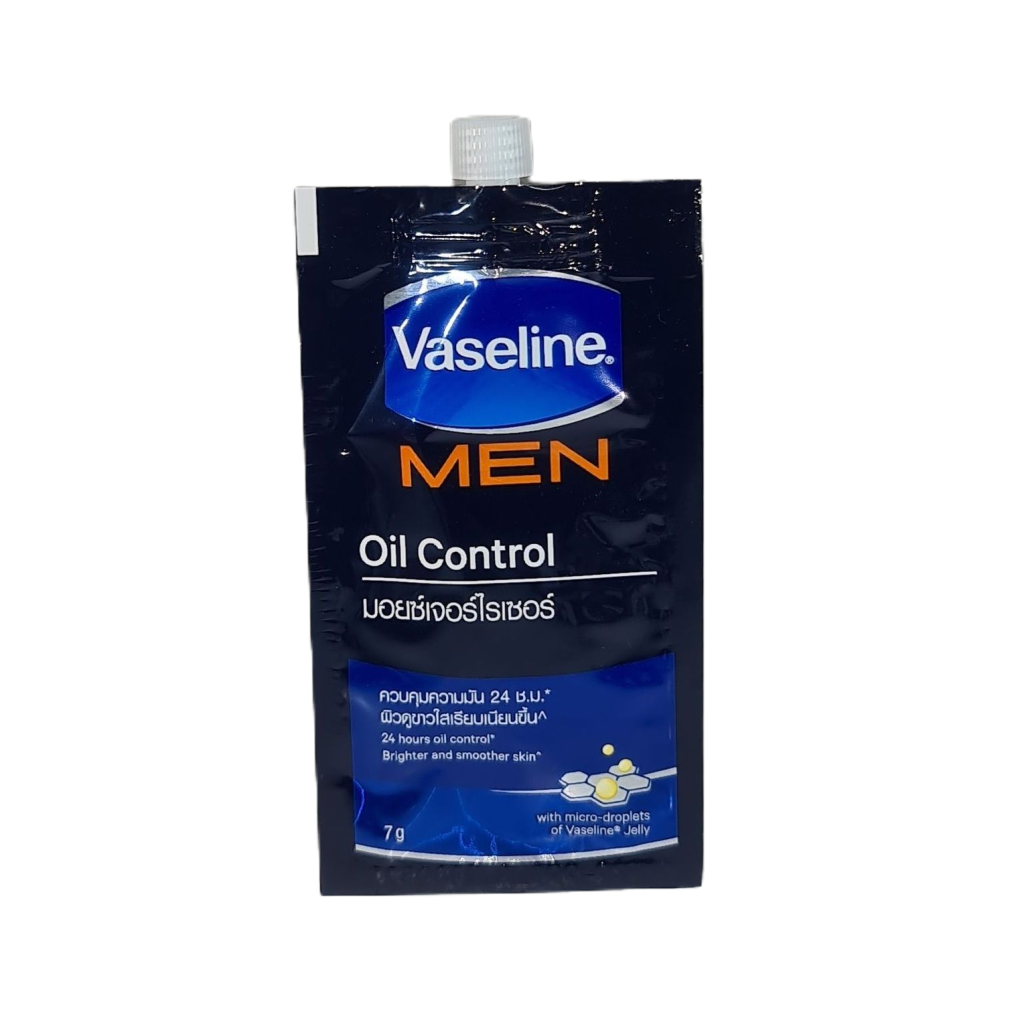 Vaseline®
MEN
Oil Control
มอยซ์เจอร์ไรเซอร์
ควบคุมความมัน 24 ช.ม.*
ผิวดูขาวใสเรียบเนียนขึ้น^
24 hours oil control*
Brighter and smoother skin^
with micro-droplets
of Vaseline® Jelly
7g